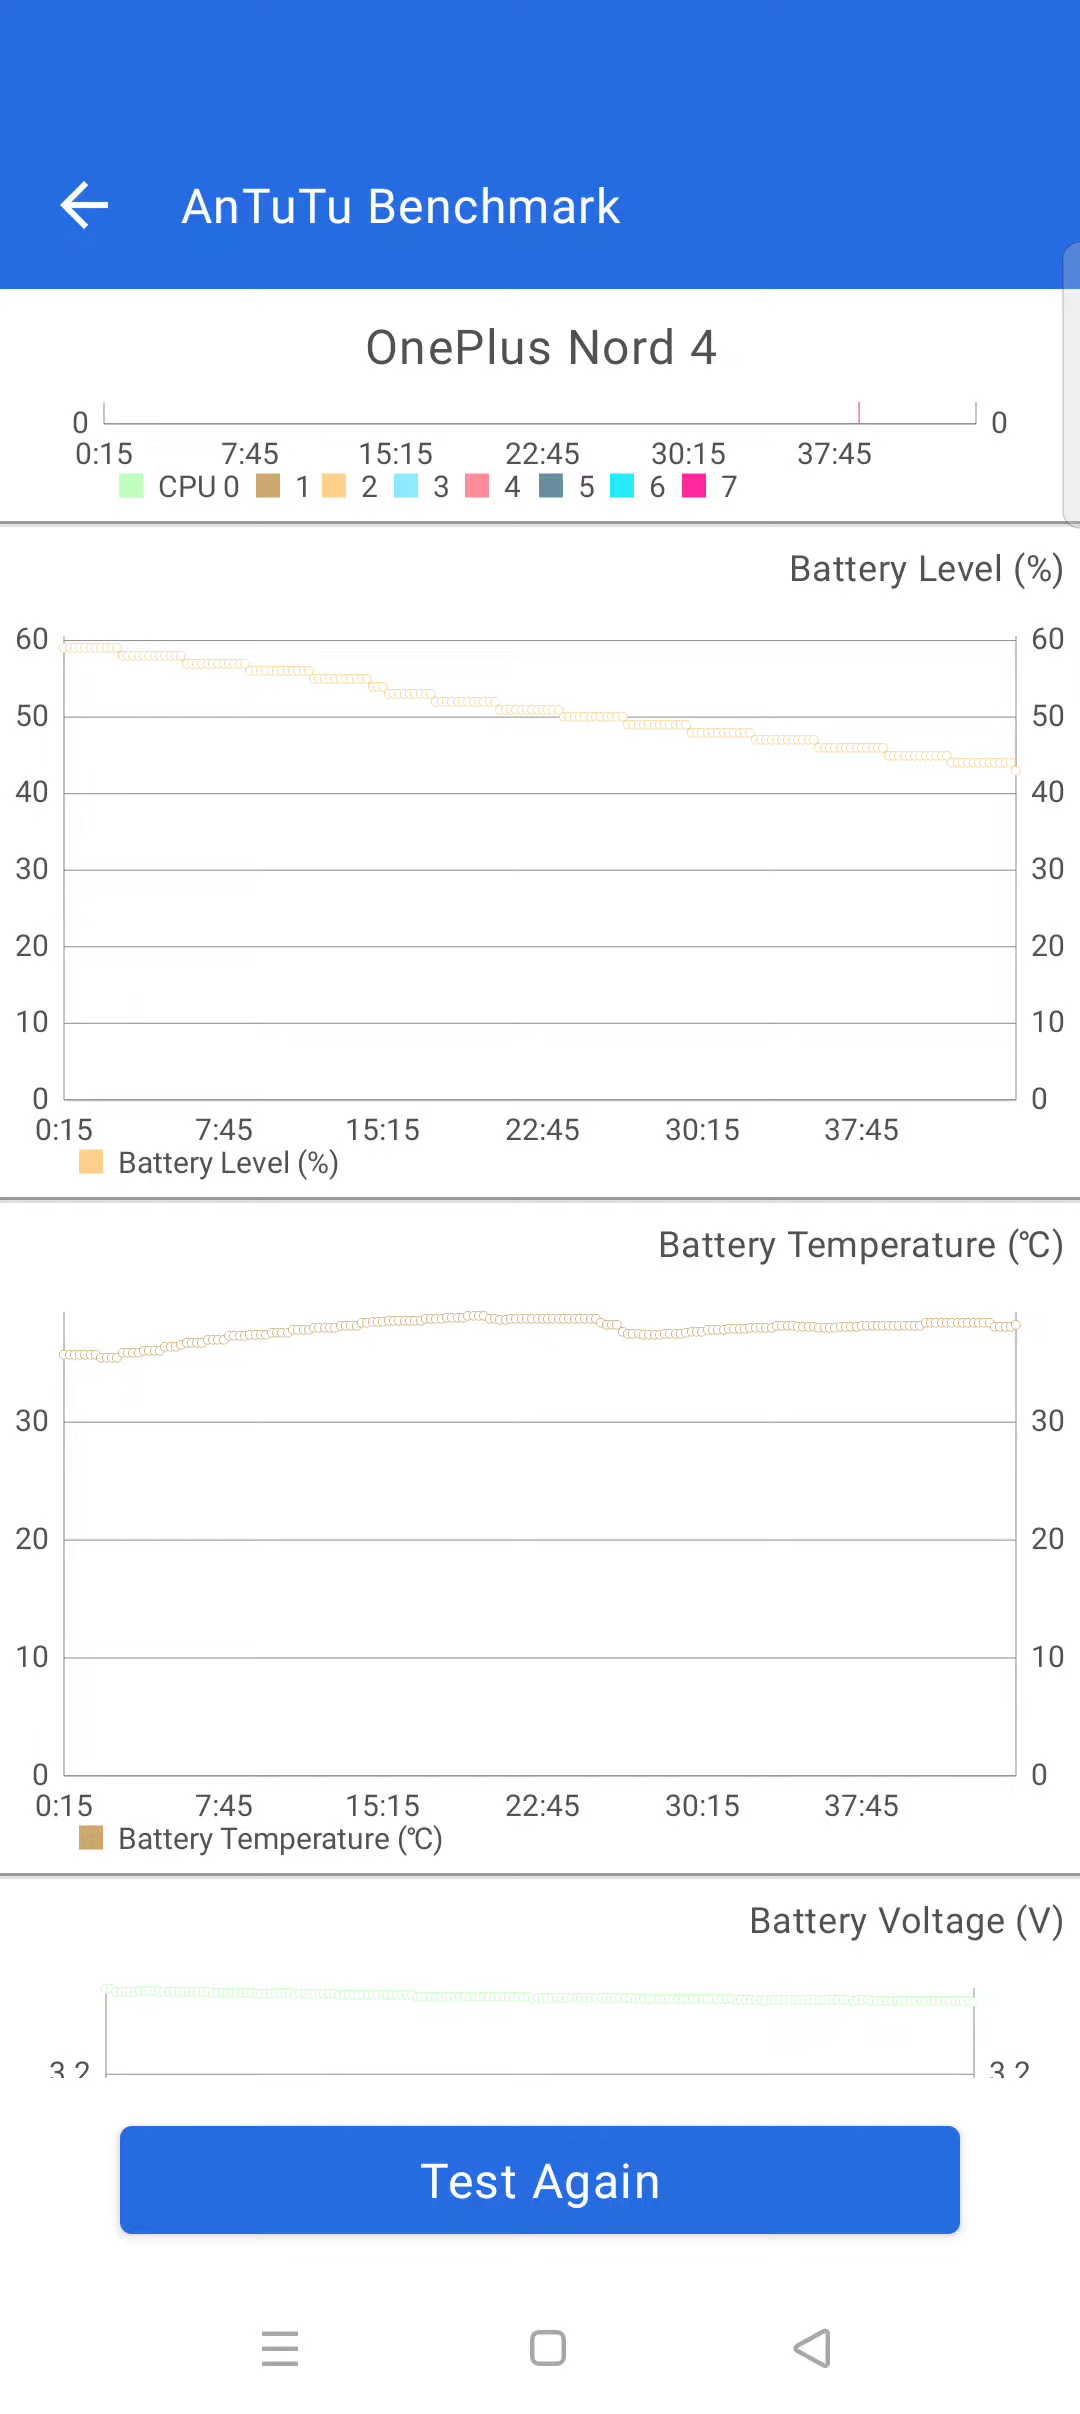 AnTuTu Benchmark
OnePlus Nord 4
0 0
0:15 7:45 15:15 22:45 30:15 37:45
CPU 0 1 2 3 4 5 6 7
Battery Level (%)
60 60
50 50
40 40
30 30
20 20
10 10
0 0
0:15 7:45 15:15 22:45 30:15 37:45
Battery Level (%)
Battery Temperature (℃)
30 30
20 20
10 10
0 0
0:15 7:45 15:15 22:45 30:15 37:45
Battery Temperature (℃)
Battery Voltage (V)
3.2 3.2
Test Again